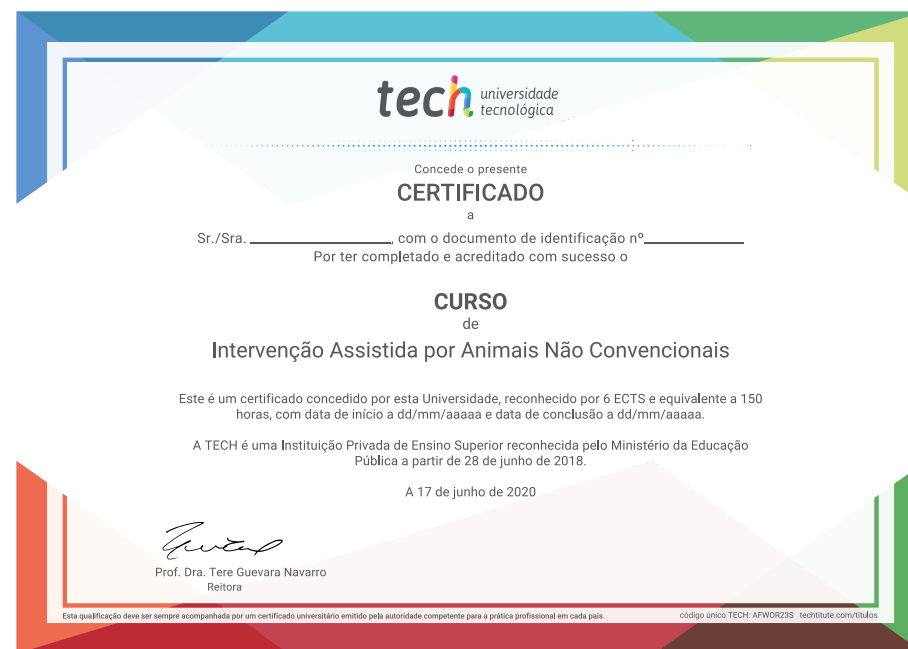 tech universidade
tecnológica
Concede o presente
CERTIFICADO
a
Sr./Sra. ____________________, com o documento de identificação nº______________
Por ter completado e acreditado com sucesso o
CURSO
de
Intervenção Assistida por Animais Não Convencionais
Este é um certificado concedido por esta Universidade, reconhecido por 6 ECTS e equivalente a 150
horas, com data de início a dd/mm/aaaaa e data de conclusão a dd/mm/aaaaa.
A TECH é uma Instituição Privada de Ensino Superior reconhecida pelo Ministério da Educação
Pública a partir de 28 de junho de 2018.
A 17 de junho de 2020
Prof. Dra. Tere Guevara Navarro
Reitora
Esta qualificação deve ser sempre acompanhada por um certificado universitário emitido pela autoridade competente para a prática profissional em cada país.
código único TECH: AFWOR23S techtitute.com/titulos